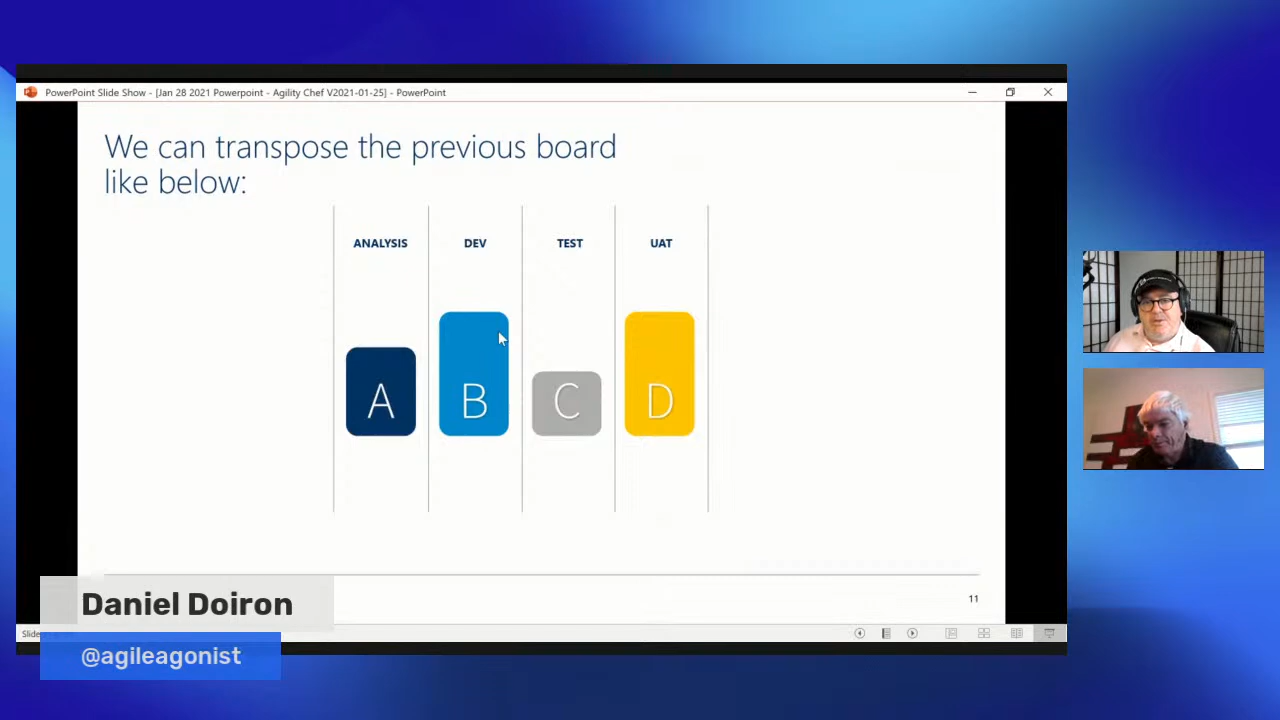 PowerPoint Slide Show - [Jan 28 2021 Powerpoint - Agility Chef V2021-01-25] - PowerPoint
We can transpose the previous board
like below:
ANALYSIS
DEV
TEST
UAT
A
B
C
D
11
Daniel Doiron
Slide
@agileagonist